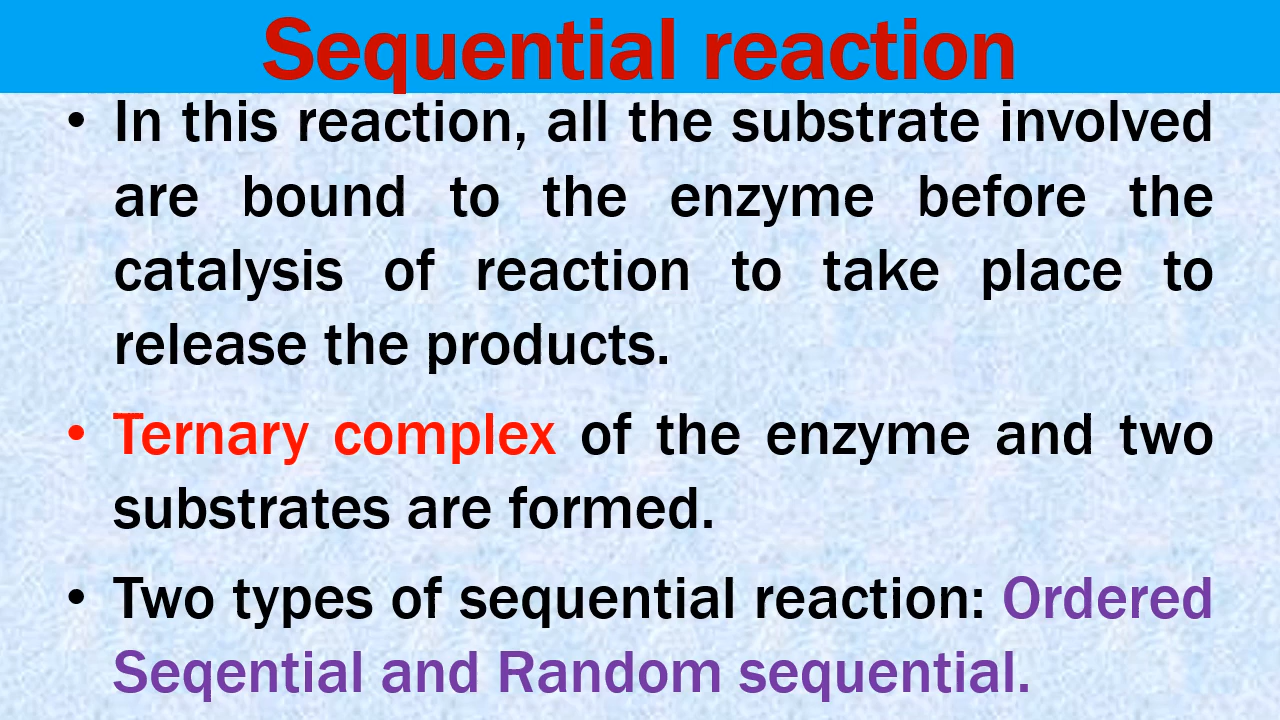 Sequential reaction
• In this reaction, all the substrate involved
are bound to the enzyme before the
catalysis of reaction to take place to
release the products.
• Ternary complex of the enzyme and two
substrates are formed.
• Two types of sequential reaction: Ordered
Seqential and Random sequential.